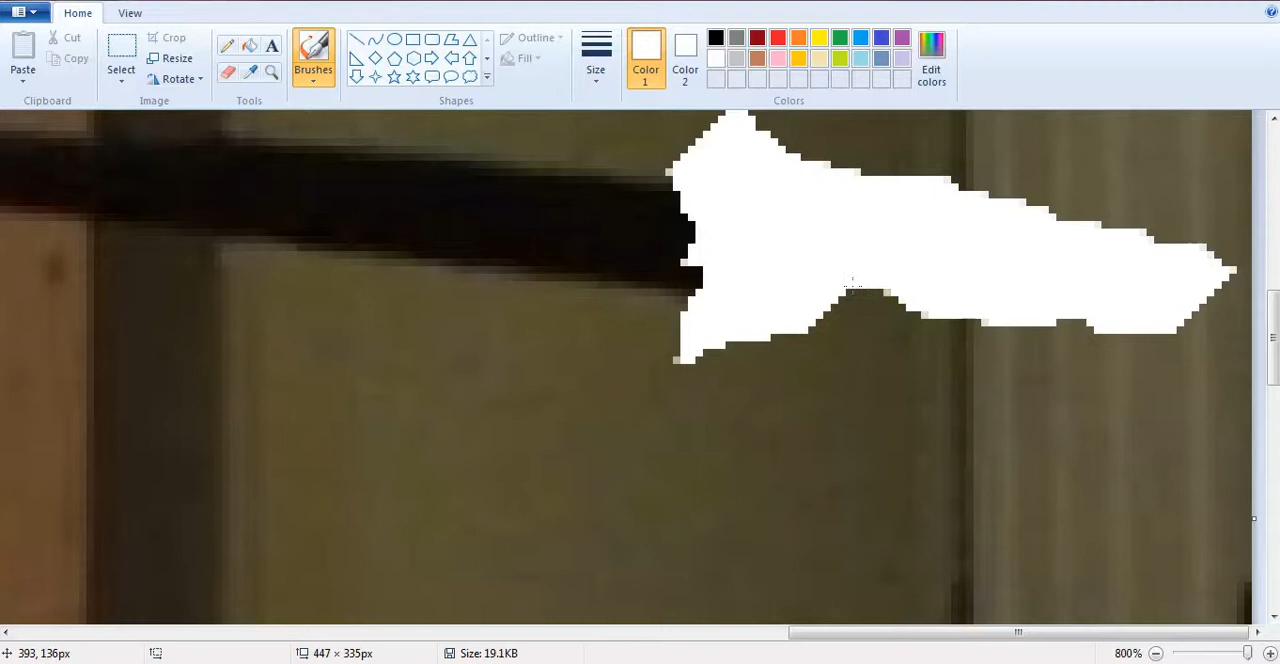 Home View
Paste
Cut
Copy
Clipboard
Select
Crop
Resize
Rotate
Image
A
Tools
Brushes
Outline
Fill
Shapes
Size
Color 1
Color 2
Edit colors
Colors
393, 136px
447 × 335px
Size: 19.1KB
800%